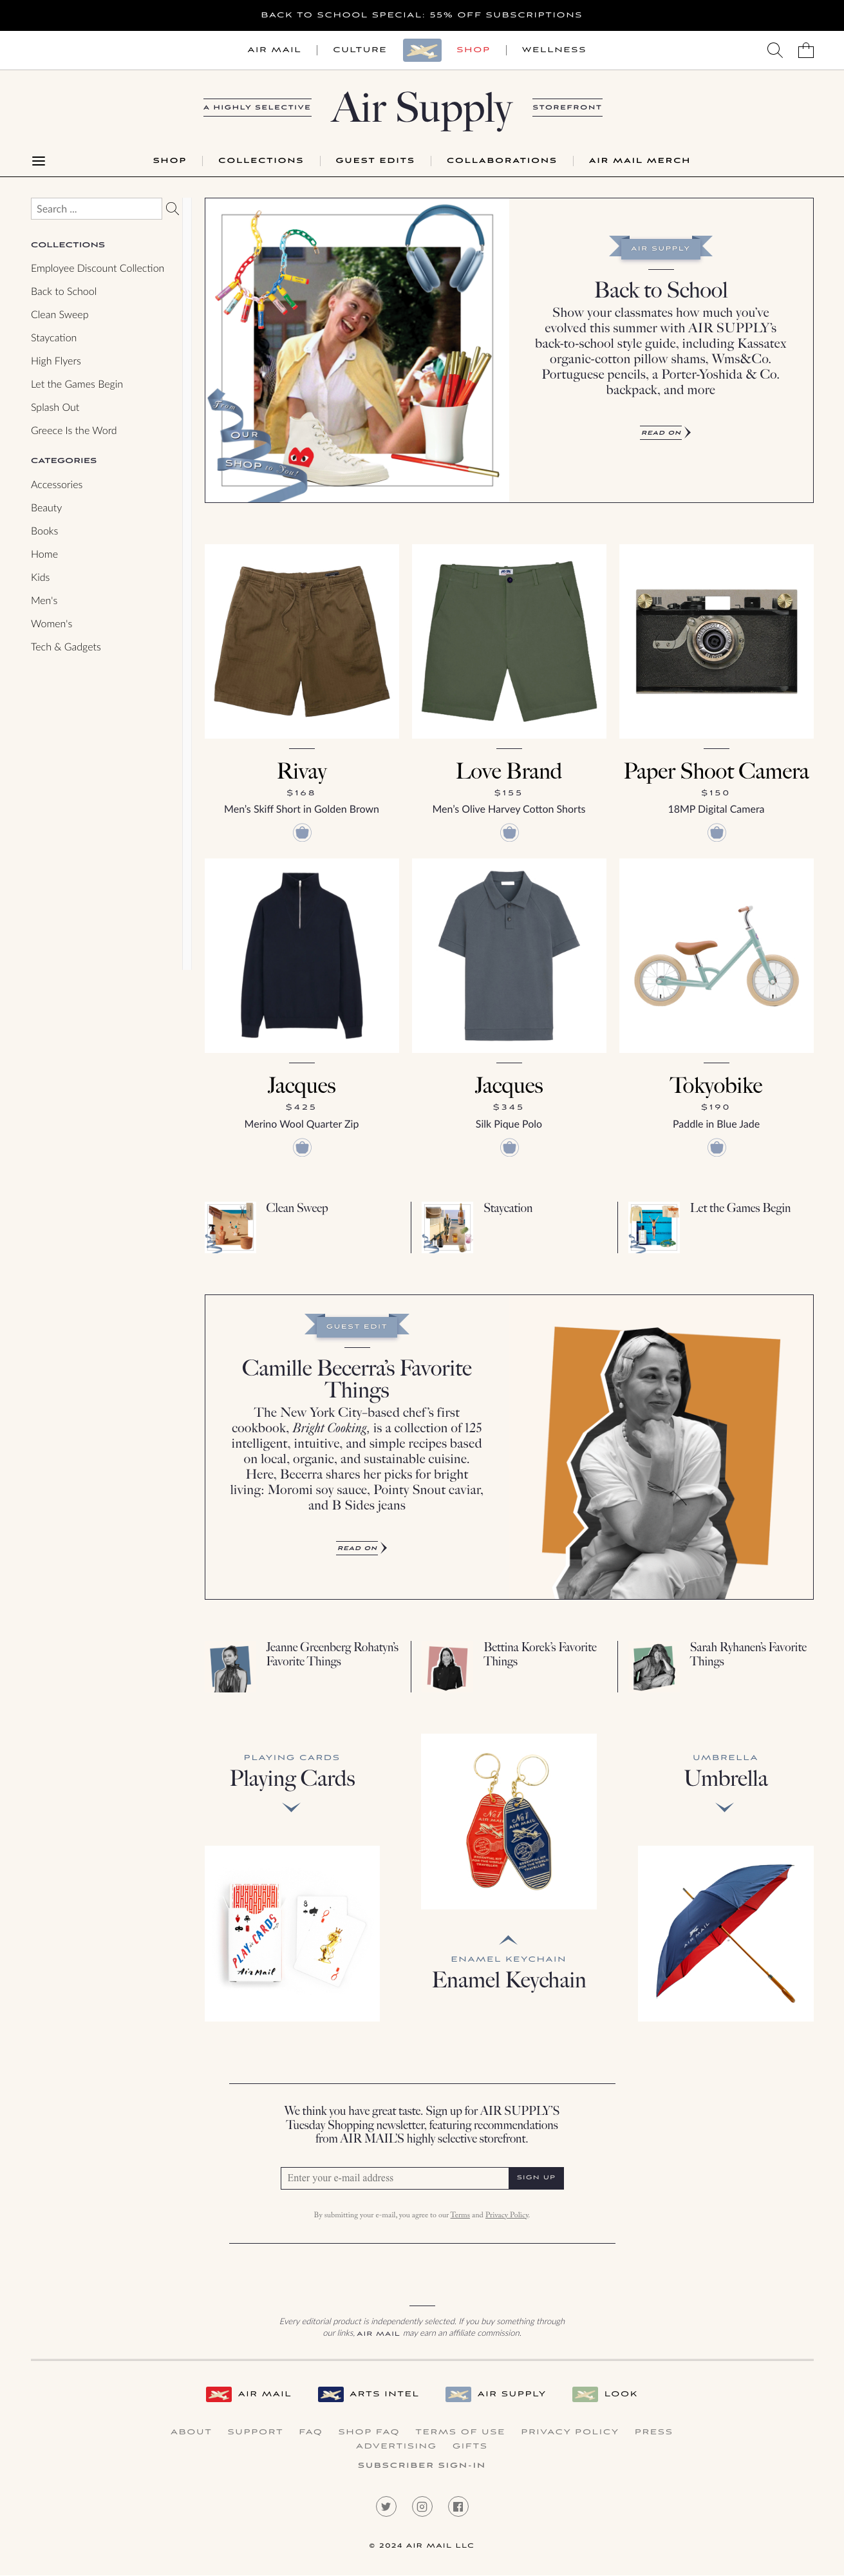 BACK TO SCHOOL SPECIAL: 55% OFF SUBSCRIPTIONS
AIR MAIL
CULTURE
SHOP
WELLNESS
A HIGHLY SELECTIVE
Air Supply
STOREFRONT
SHOP
COLLECTIONS
GUEST EDITS
COLLABORATIONS
AIR MAIL MERCH
Search ...
COLLECTIONS
Employee Discount Collection
Back to School
Clean Sweep
Staycation
High Flyers
Let the Games Begin
Splash Out
Greece Is the Word
CATEGORIES
Accessories
Beauty
Books
Home
Kids
Men's
Women's
Tech & Gadgets
From
OUR
SHOP to You!
AIR SUPPLY
Back to School
Show your classmates how much you've
evolved this summer with AIR SUPPLY's
back-to-school style guide, including Kassatex
organic-cotton pillow shams, Wms&Co.
Portuguese pencils, a Porter-Yoshida & Co.
backpack, and more
READ ON
Rivay
$168
Men's Skiff Short in Golden Brown
Love Brand
$155
Men's Olive Harvey Cotton Shorts
Paper Shoot Camera
$150
18MP Digital Camera
Jacques
$425
Merino Wool Quarter Zip
Jacques
$345
Silk Pique Polo
Tokyobike
$190
Paddle in Blue Jade
Clean Sweep
Staycation
Let the Games Begin
GUEST EDIT
Camille Becerra's Favorite
Things
The New York City–based chef's first
cookbook, Bright Cooking, is a collection of 125
intelligent, intuitive, and simple recipes based
on local, organic, and sustainable cuisine.
Here, Becerra shares her picks for bright
living: Moromi soy sauce, Pointy Snout caviar,
and B Sides jeans
READ ON
Jeanne Greenberg Rohatyn's
Favorite Things
Bettina Korek's Favorite
Things
Sarah Ryhanen's Favorite
Things
PLAYING CARDS
Playing Cards
UMBRELLA
Umbrella
PLAY-CARDS
Air Mail
No 1
AIR MAIL
No 1
AIR MAIL
AIR MAIL
ENAMEL KEYCHAIN
Enamel Keychain
We think you have great taste. Sign up for AIR SUPPLY'S
Tuesday Shopping newsletter, featuring recommendations
from AIR MAIL'S highly selective storefront.
Enter your e-mail address
SIGN UP
By submitting your e-mail, you agree to our Terms and Privacy Policy.
Every editorial product is independently selected. If you buy something through
our links, AIR MAIL may earn an affiliate commission.
AIR MAIL
ARTS INTEL
AIR SUPPLY
LOOK
ABOUT
SUPPORT
FAQ
SHOP FAQ
TERMS OF USE
PRIVACY POLICY
PRESS
ADVERTISING
GIFTS
SUBSCRIBER SIGN-IN
© 2024 AIR MAIL LLC